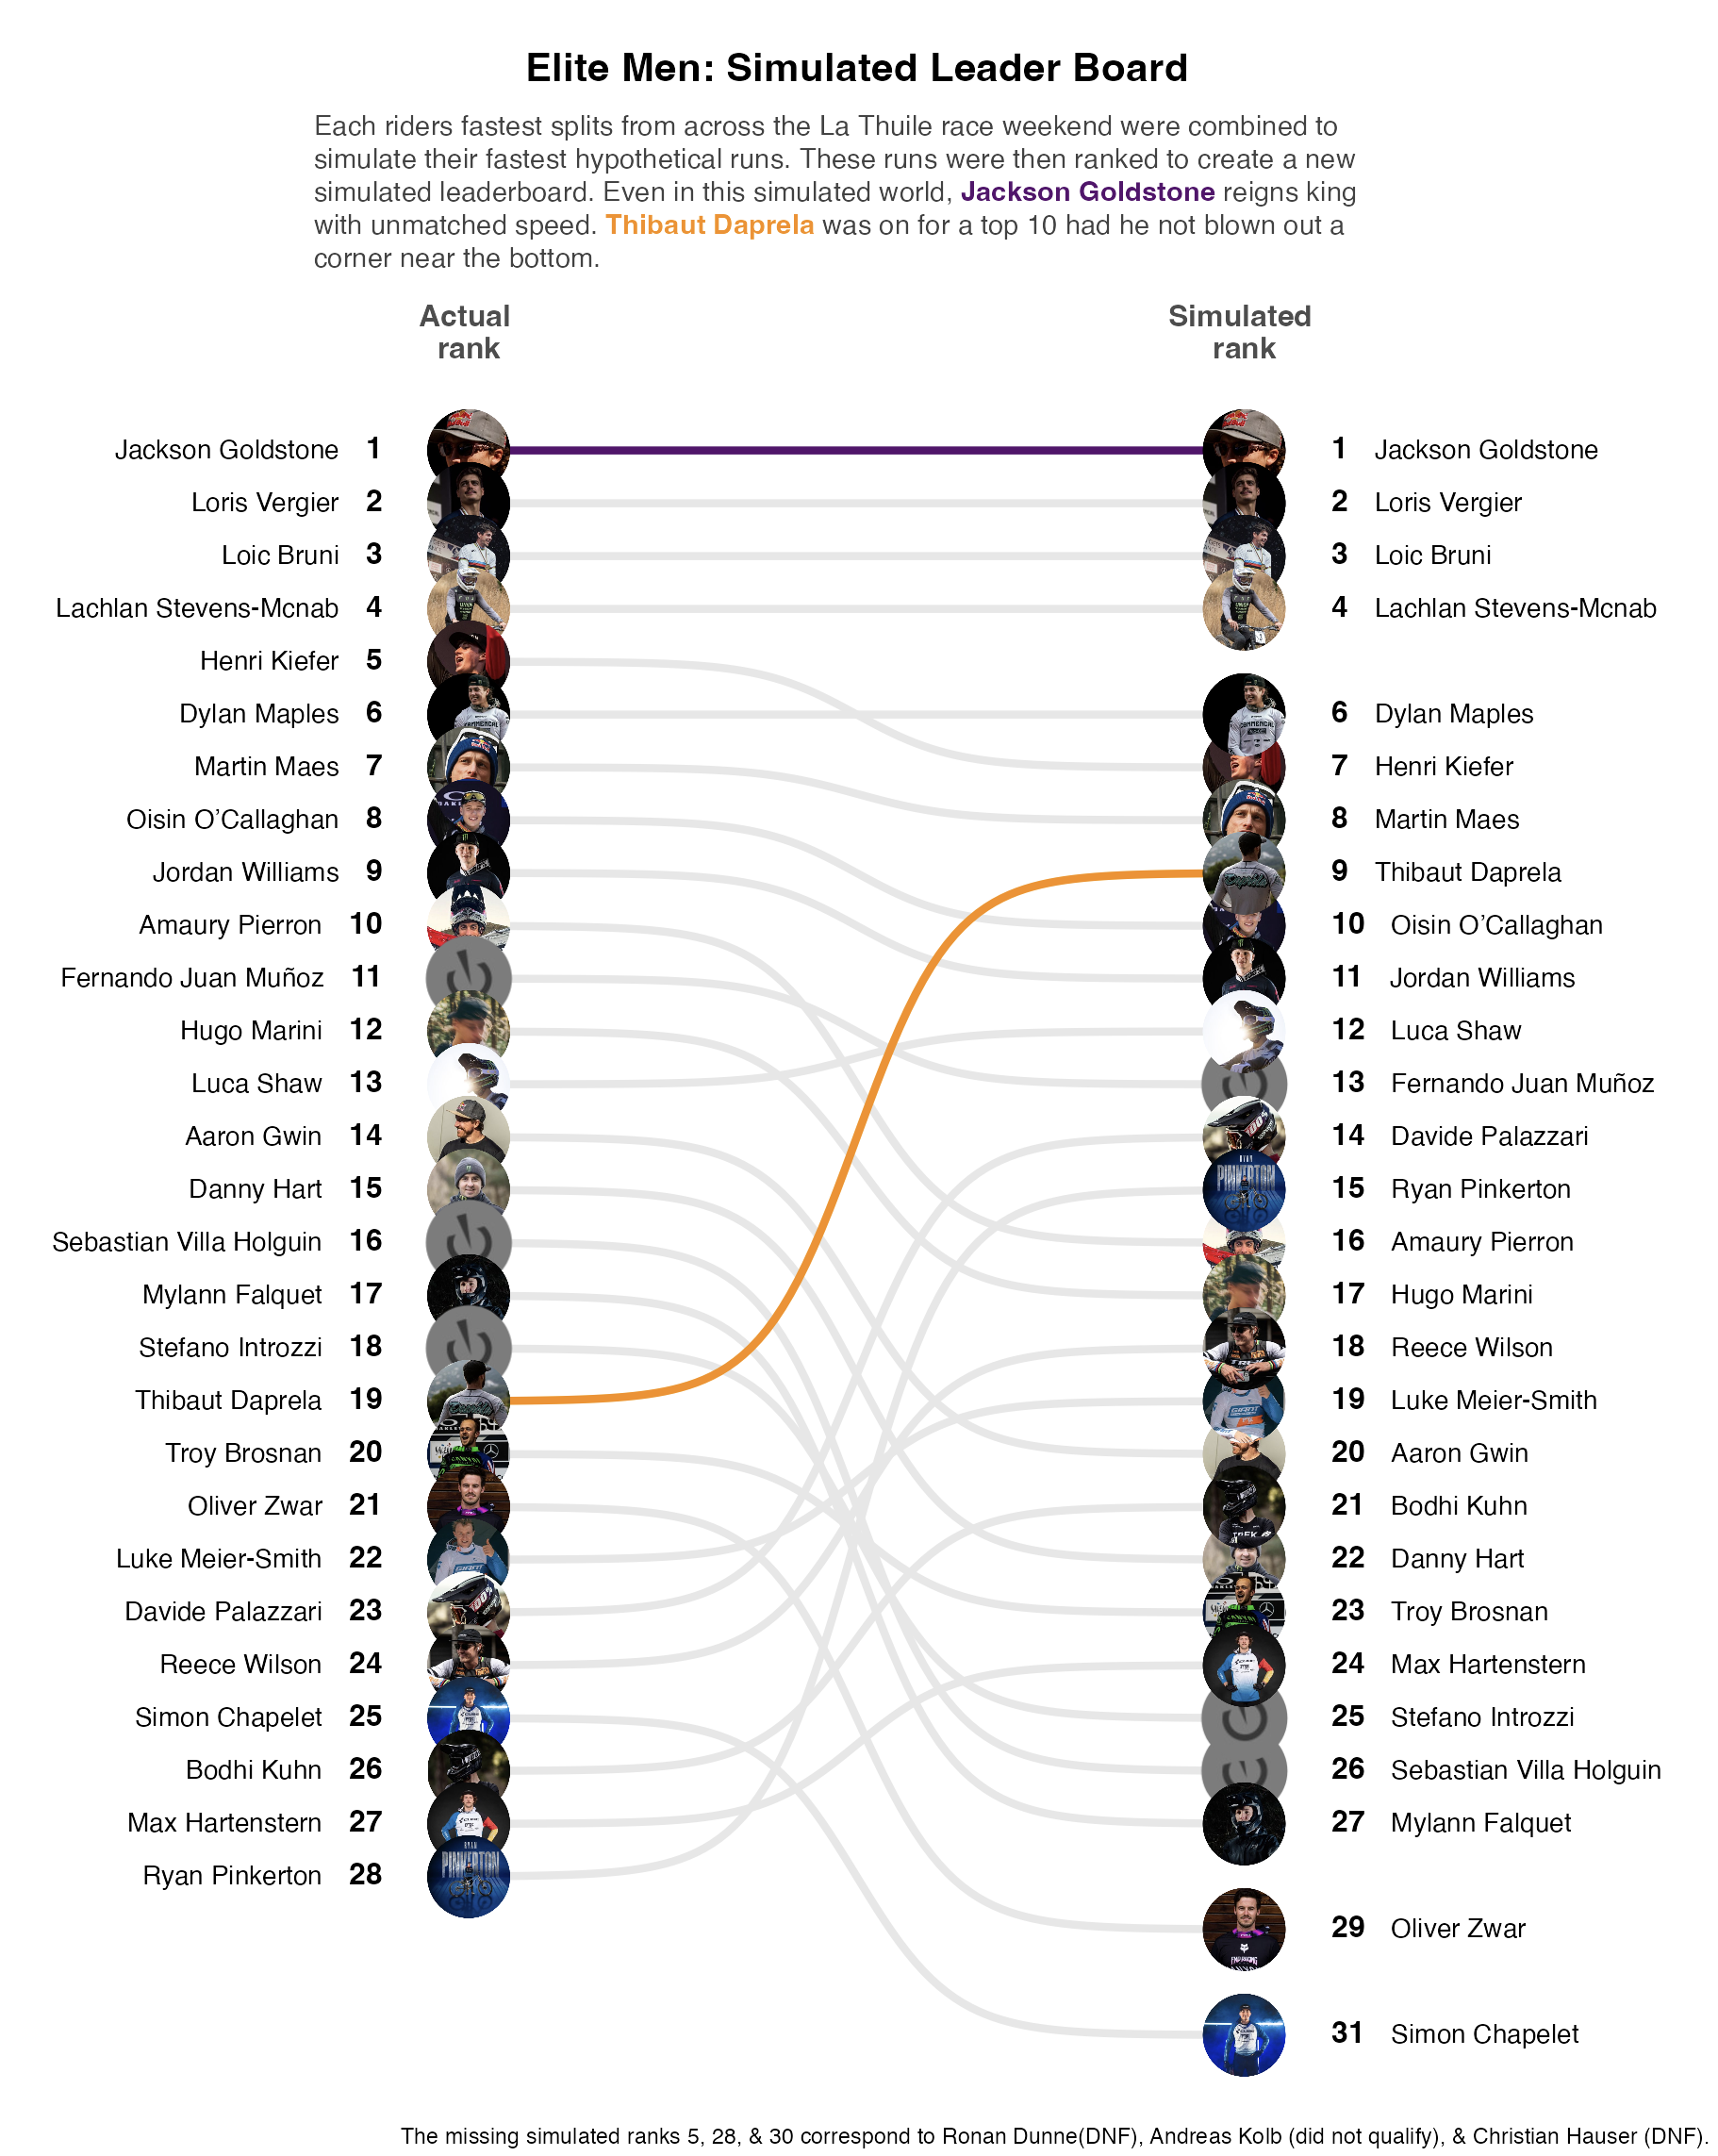 Elite Men: Simulated Leader Board
Each riders fastest splits from across the La Thuile race weekend were combined to
simulate their fastest hypothetical runs. These runs were then ranked to create a new
simulated leaderboard. Even in this simulated world, Jackson Goldstone reigns king
with unmatched speed. Thibaut Daprela was on for a top 10 had he not blown out a
corner near the bottom.
Actual rank
Simulated rank
Jackson Goldstone 1 1 Jackson Goldstone
Loris Vergier 2 2 Loris Vergier
Loic Bruni 3 3 Loic Bruni
Lachlan Stevens-Mcnab 4 4 Lachlan Stevens-Mcnab
Henri Kiefer 5
Dylan Maples 6 6 Dylan Maples
Martin Maes 7 7 Henri Kiefer
Oisin O’Callaghan 8 8 Martin Maes
Jordan Williams 9 9 Thibaut Daprela
Amaury Pierron 10 10 Oisin O’Callaghan
Fernando Juan Muñoz 11 11 Jordan Williams
Hugo Marini 12 12 Luca Shaw
Luca Shaw 13 13 Fernando Juan Muñoz
Aaron Gwin 14 14 Davide Palazzari
Danny Hart 15 15 Ryan Pinkerton
Sebastian Villa Holguin 16 16 Amaury Pierron
Mylann Falquet 17 17 Hugo Marini
Stefano Introzzi 18 18 Reece Wilson
Thibaut Daprela 19 19 Luke Meier-Smith
Troy Brosnan 20 20 Aaron Gwin
Oliver Zwar 21 21 Bodhi Kuhn
Luke Meier-Smith 22 22 Danny Hart
Davide Palazzari 23 23 Troy Brosnan
Reece Wilson 24 24 Max Hartenstern
Simon Chapelet 25 25 Stefano Introzzi
Bodhi Kuhn 26 26 Sebastian Villa Holguin
Max Hartenstern 27 27 Mylann Falquet
Ryan Pinkerton 28
29 Oliver Zwar
31 Simon Chapelet
The missing simulated ranks 5, 28, & 30 correspond to Ronan Dunne(DNF), Andreas Kolb (did not qualify), & Christian Hauser (DNF).